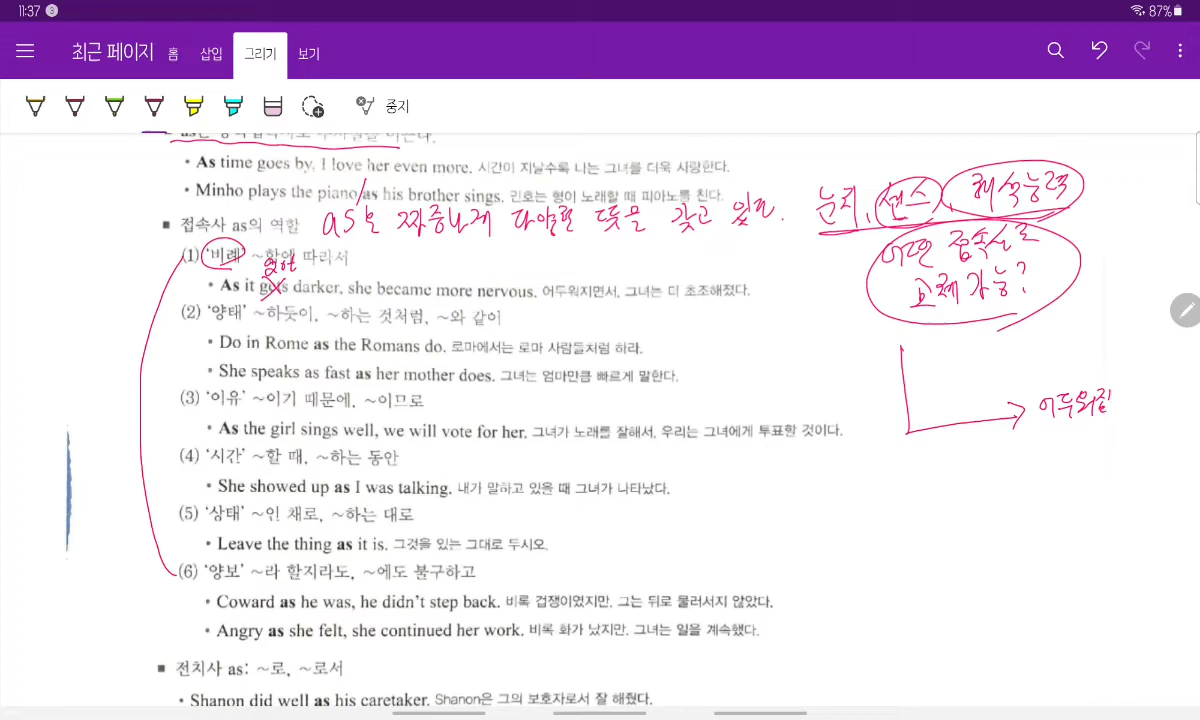 11:37
87%
최근 페이지 홈 삽입 그리기 보기
중지
• As time goes by, I love her even more. 시간이 지날수록 나는 그녀를 더욱 사랑한다.
• Minho plays the piano/as his brother sings. 민호는 형이 노래할 때 피아노를 친다.
눈치, 센스, 해석능력
■ 접속사 as의 역할
as는 짜증나게 다양한 뜻을 갖고 있다.
어떤 접속사로
교체 가능?
(1) '비례' ~함에 따라서
got
• As it gets darker, she became more nervous. 어두워지면서, 그녀는 더 초조해졌다.
(2) '양태' ~하듯이, ~하는 것처럼, ~와 같이
• Do in Rome as the Romans do. 로마에서는 로마 사람들처럼 하라.
• She speaks as fast as her mother does. 그녀는 엄마만큼 빠르게 말한다.
(3) '이유' ~이기 때문에, ~이므로
어두워짐
• As the girl sings well, we will vote for her. 그녀가 노래를 잘해서, 우리는 그녀에게 투표할 것이다.
(4) '시간' ~할 때, ~하는 동안
• She showed up as I was talking. 내가 말하고 있을 때 그녀가 나타났다.
(5) '상태' ~인 채로, ~하는 대로
• Leave the thing as it is. 그것을 있는 그대로 두시오.
(6) '양보' ~라 할지라도, ~에도 불구하고
• Coward as he was, he didn't step back. 비록 겁쟁이였지만, 그는 뒤로 물러서지 않았다.
• Angry as she felt, she continued her work. 비록 화가 났지만, 그녀는 일을 계속했다.
■ 전치사 as: ~로, ~로서
• Shanon did well as his caretaker. Shanon은 그의 보호자로서 잘 해줬다.